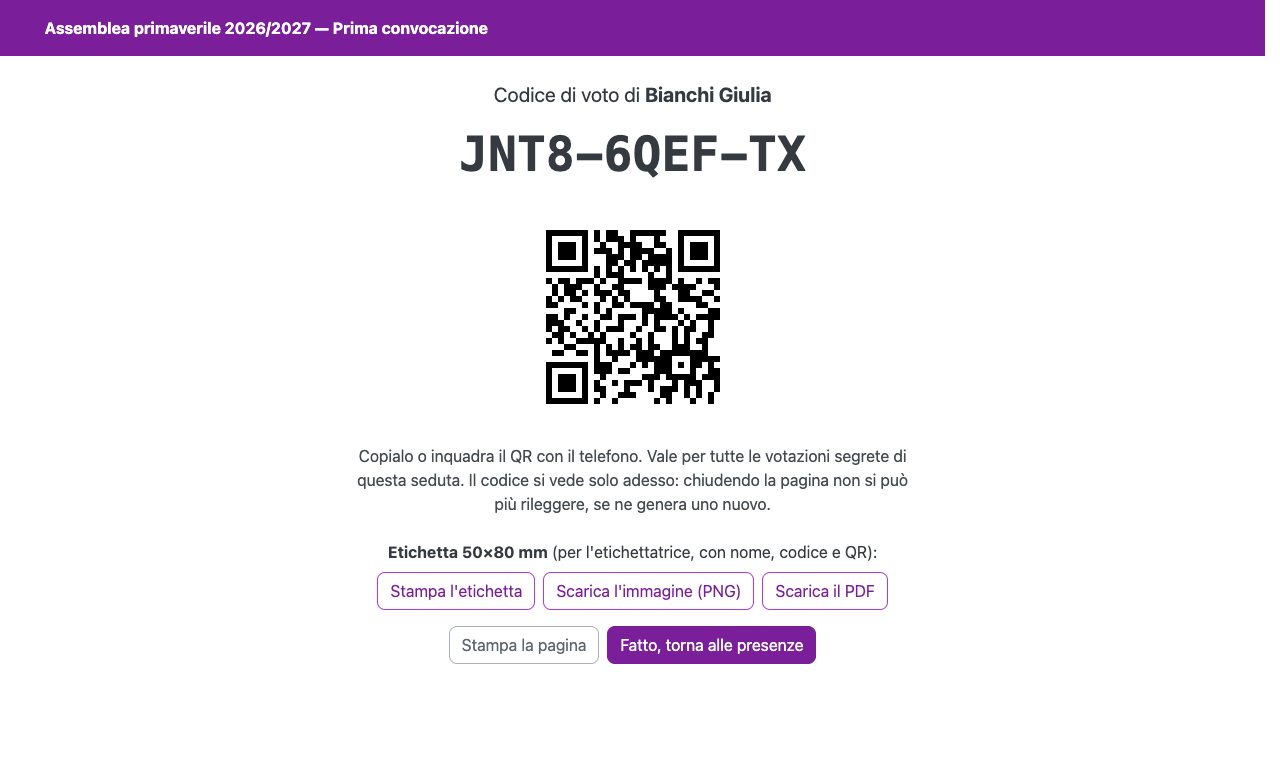 Assemblea primaverile 2026/2027 — Prima convocazione
Codice di voto di Bianchi Giulia
JNT8-6QEF-TX
Copialo o inquadra il QR con il telefono. Vale per tutte le votazioni segrete di
questa seduta. Il codice si vede solo adesso: chiudendo la pagina non si può
più rileggere, se ne genera uno nuovo.
Etichetta 50×80 mm (per l'etichettatrice, con nome, codice e QR):
Stampa l'etichetta Scarica l'immagine (PNG) Scarica il PDF
Stampa la pagina Fatto, torna alle presenze